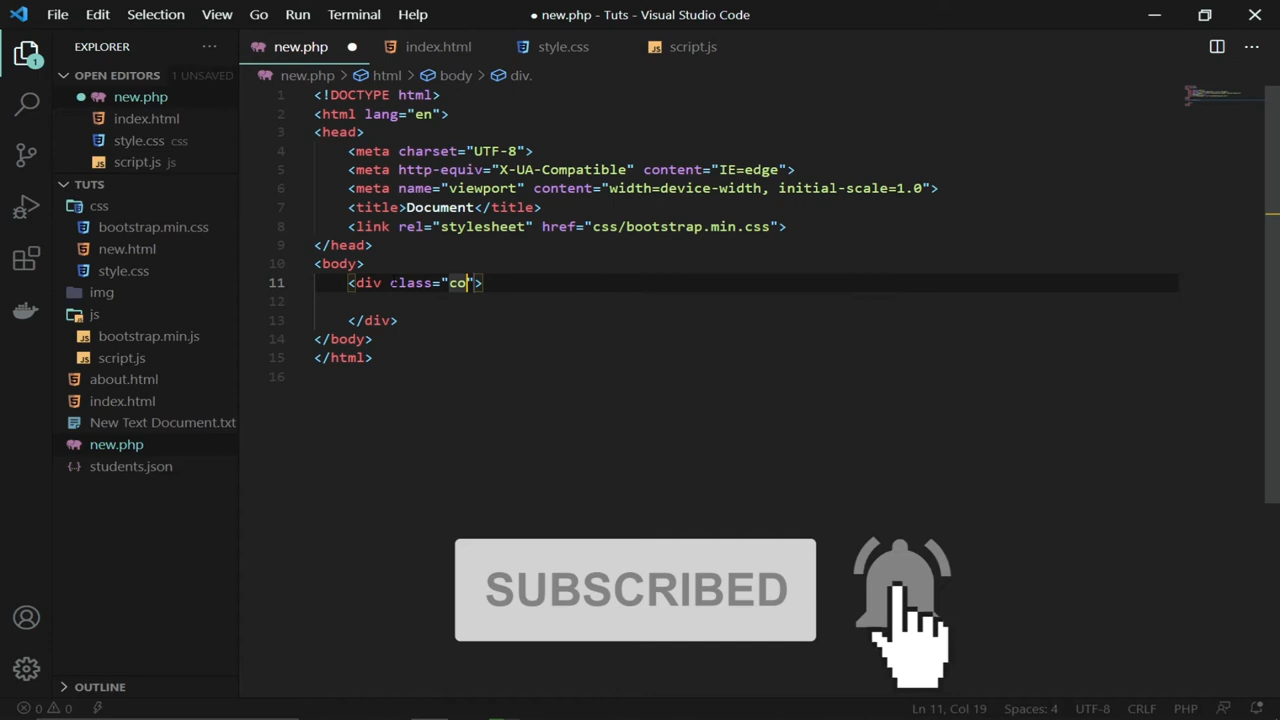 File Edit Selection View Go Run Terminal Help
new.php - Tuts - Visual Studio Code
EXPLORER
OPEN EDITORS 1 UNSAVED
new.php
index.html
style.css css
script.js js
TUTS
css
bootstrap.min.css
new.html
style.css
img
js
bootstrap.min.js
script.js
about.html
index.html
New Text Document.txt
new.php
students.json
OUTLINE
1
new.php index.html style.css script.js
new.php > html > body > div.
1 <!DOCTYPE html>
2 <html lang="en">
3 <head>
4 <meta charset="UTF-8">
5 <meta http-equiv="X-UA-Compatible" content="IE=edge">
6 <meta name="viewport" content="width=device-width, initial-scale=1.0">
7 <title>Document</title>
8 <link rel="stylesheet" href="css/bootstrap.min.css">
9 </head>
10 <body>
11 <div class="co">
12
13 </div>
14 </body>
15 </html>
16
SUBSCRIBED
0 0
Ln 11, Col 19 Spaces: 4 UTF-8 CRLF PHP